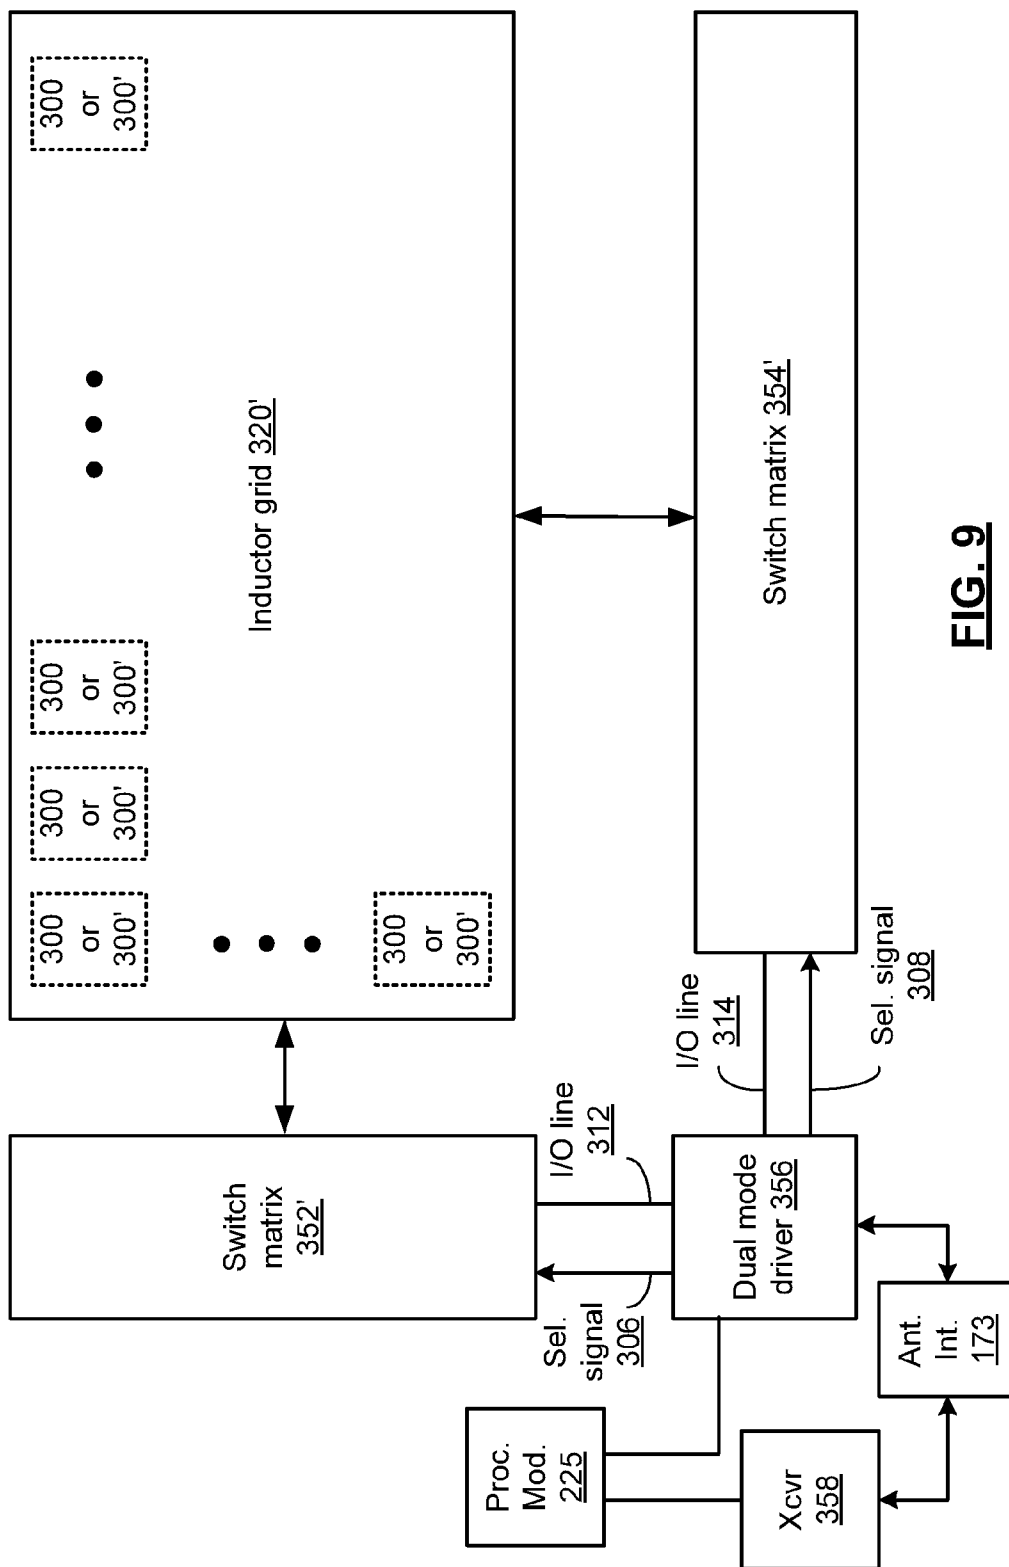 Switch
matrix
352'
300
or
300'
300
or
300'
300
or
300'
300
or
300'
300
or
300'
Inductor grid 320'
Proc.
Mod.
225
Sel.
signal
306
I/O line
312
Xcvr
358
Dual mode
driver 356
I/O line
314
Sel. signal
308
Switch matrix 354'
Ant.
Int.
173
FIG. 9